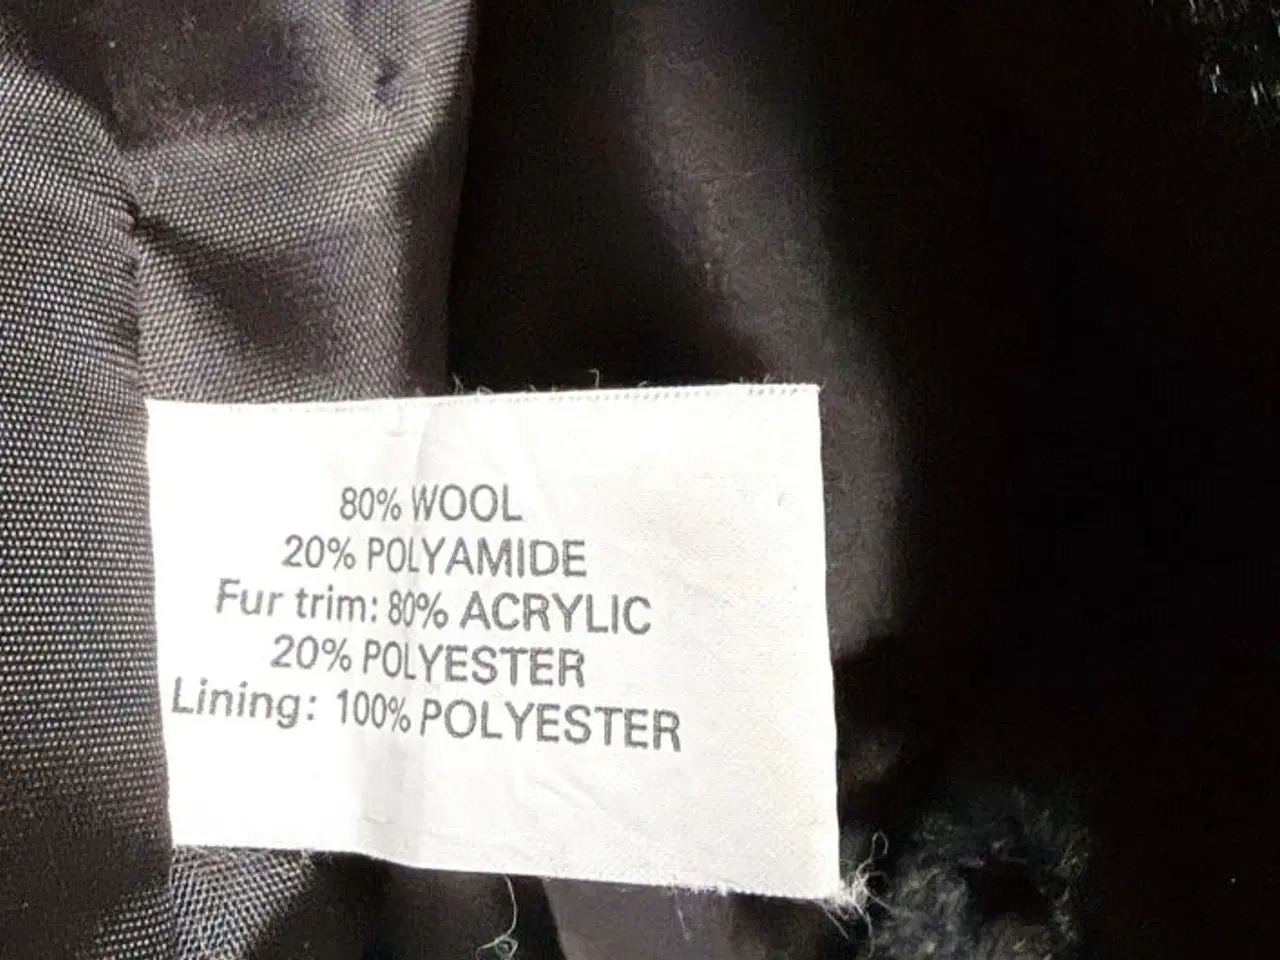 80% WOOL
20% POLYAMIDE
Fur trim: 80% ACRYLIC
20% POLYESTER
Lining: 100% POLYESTER